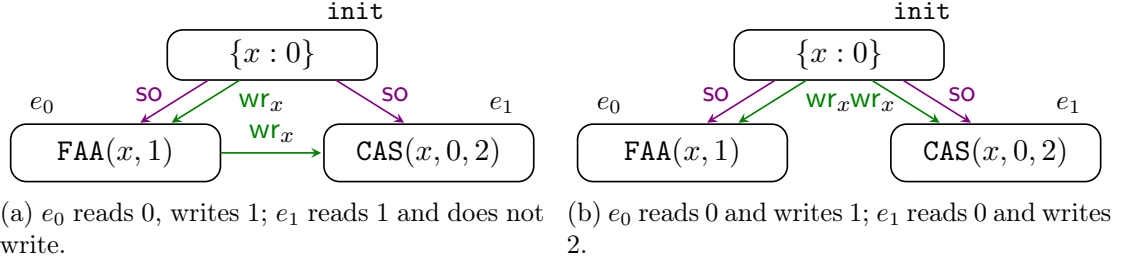 init
{x : 0}
so wr_x so
e_0 e_1
wr_x
FAA(x, 1) CAS(x, 0, 2)
(a) e_0 reads 0, writes 1; e_1 reads 1 and does not
write.
init
{x : 0}
so wr_x wr_x so
e_0 e_1
FAA(x, 1) CAS(x, 0, 2)
(b) e_0 reads 0 and writes 1; e_1 reads 0 and writes
2.